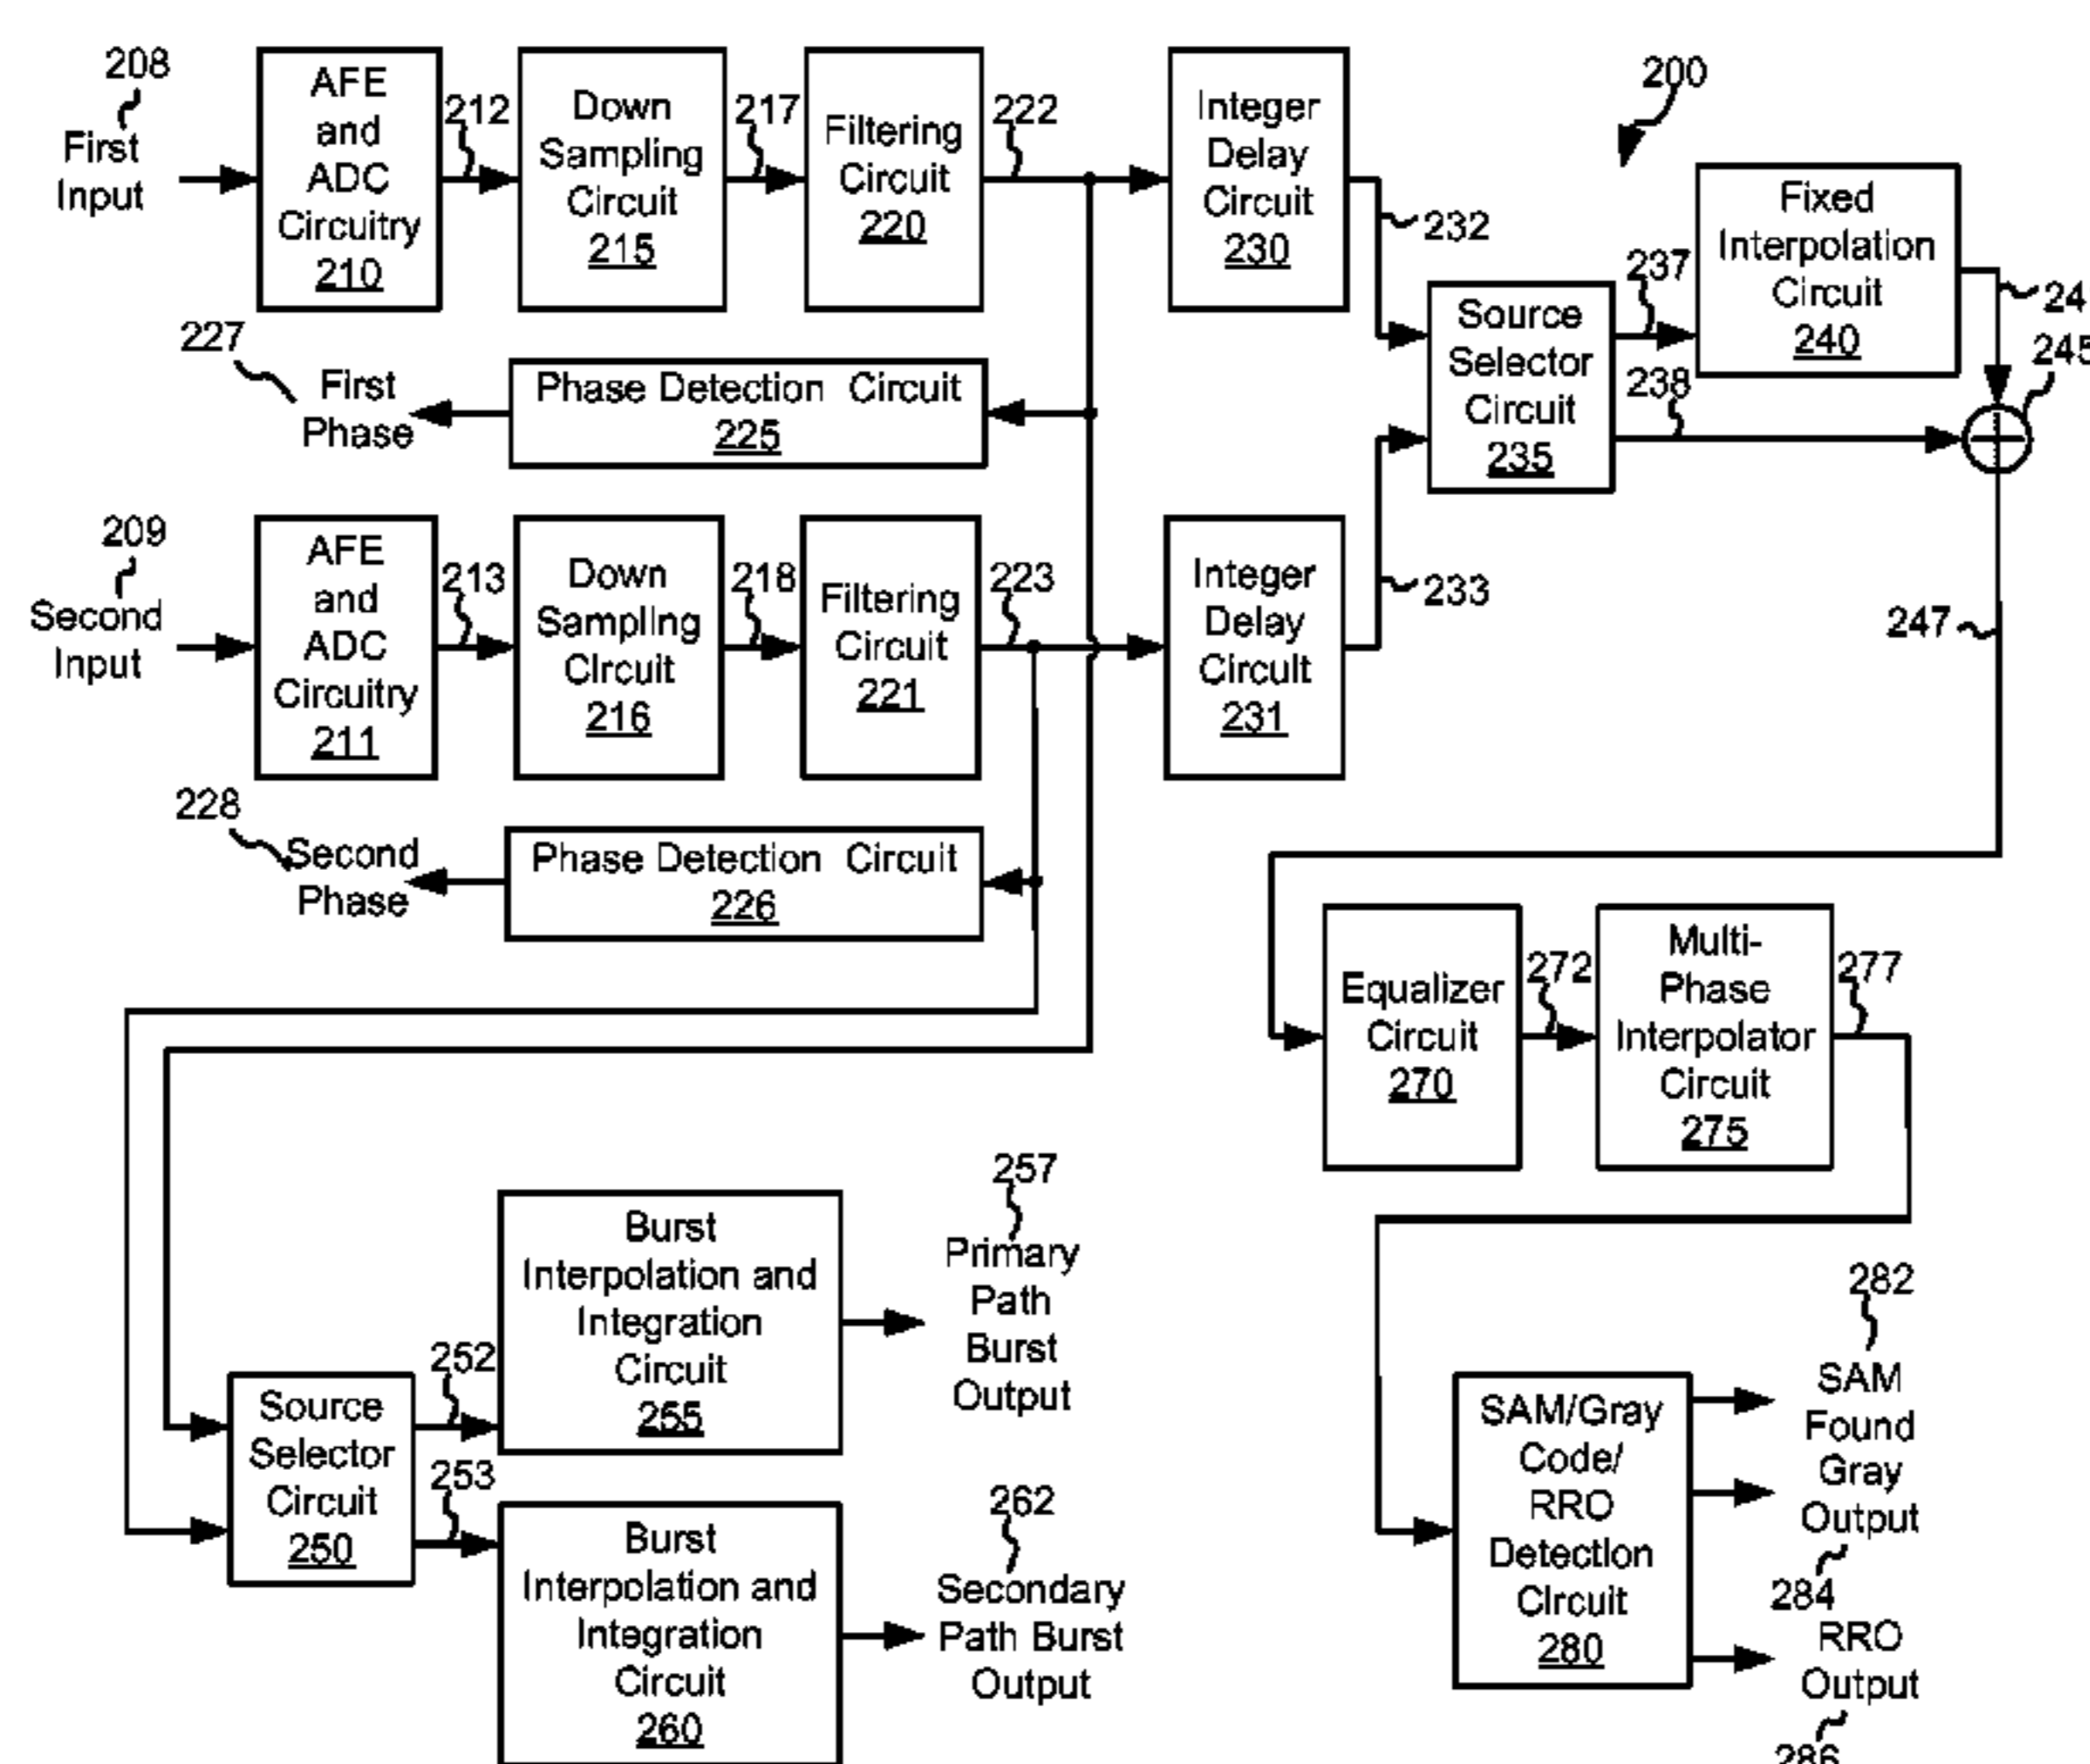 208
First
Input
AFE
and
ADC
Circuitry
210
212
Down
Sampling
Circuit
215
217
Filtering
Circuit
220
222
Integer
Delay
Circuit
230
232
200
Source
Selector
Circuit
235
237
238
Fixed
Interpolation
Circuit
240
24
245
227
First
Phase
Phase Detection Circuit
225
209
Second
Input
AFE
and
ADC
Circuitry
211
213
Down
Sampling
Circuit
216
218
Filtering
Circuit
221
223
Integer
Delay
Circuit
231
233
247
228
Second
Phase
Phase Detection Circuit
226
Equalizer
Circuit
270
272
Multi-
Phase
Interpolator
Circuit
275
277
Source
Selector
Circuit
250
252
253
Burst
Interpolation and
Integration
Circuit
255
257
Primary
Path
Burst
Output
Burst
Interpolation and
Integration
Circuit
260
262
Secondary
Path Burst
Output
SAM/Gray
Code/
RRO
Detection
Circuit
280
282
SAM
Found
Gray
Output
284
RRO
Output
286